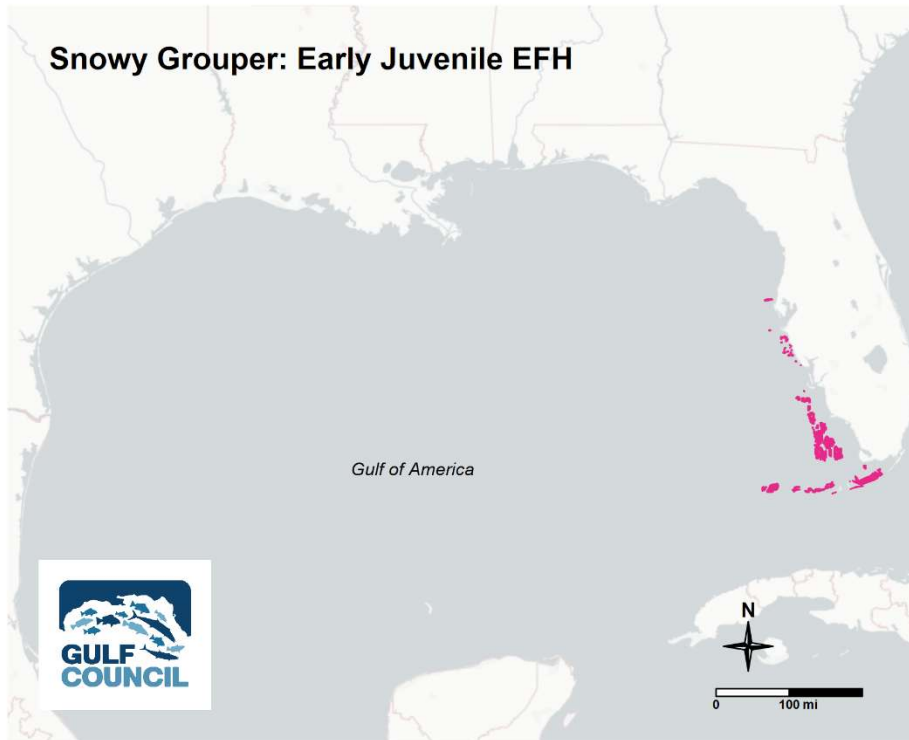 Snowy Grouper: Early Juvenile EFH
Gulf of America
GULF
COUNCIL
N
0 100 mi